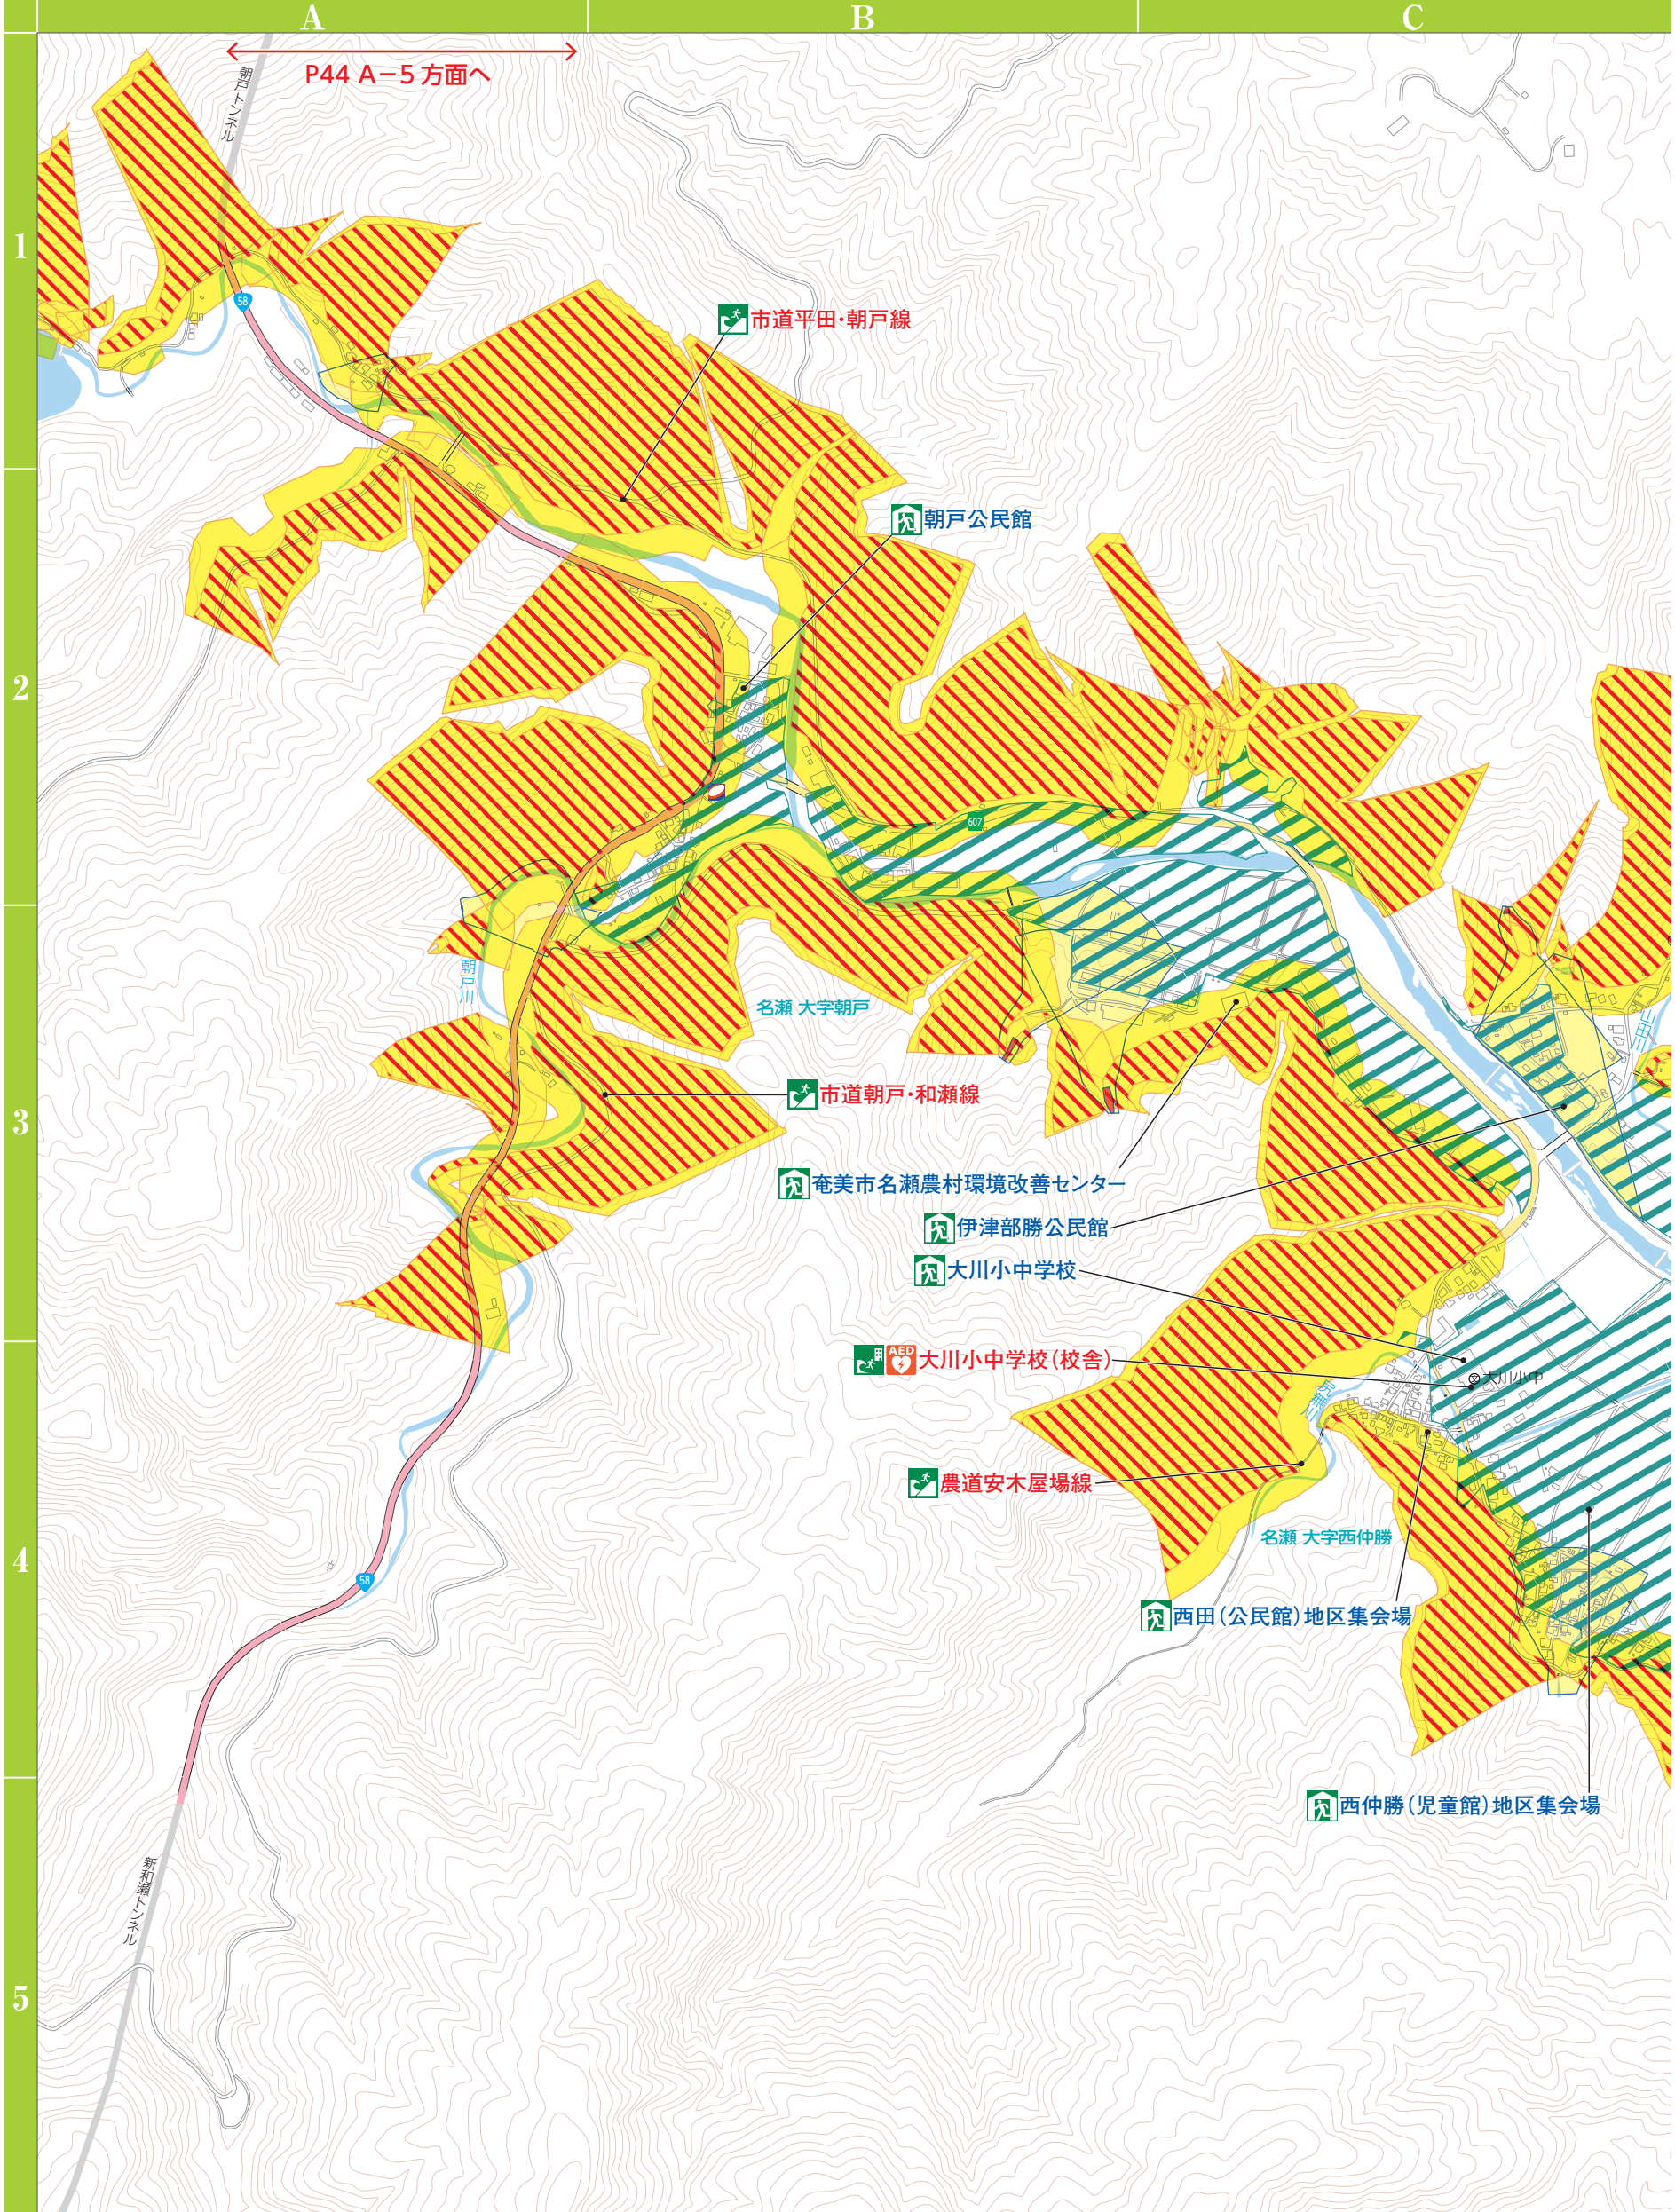 A
B
C
P44 A－5 方面へ
朝戸トンネル
1
58
市道平田・朝戸線
朝戸公民館
2
607
朝戸川
名瀬 大字朝戸
山田川
市道朝戸・和瀬線
3
奄美市名瀬農村環境改善センター
伊津部勝公民館
大川小中学校
AED
大川小中学校（校舎）
大川小中
農道安木屋場線
名瀬 大字西仲勝
4
58
西田（公民館）地区集会場
西仲勝（児童館）地区集会場
新和瀬トンネル
5